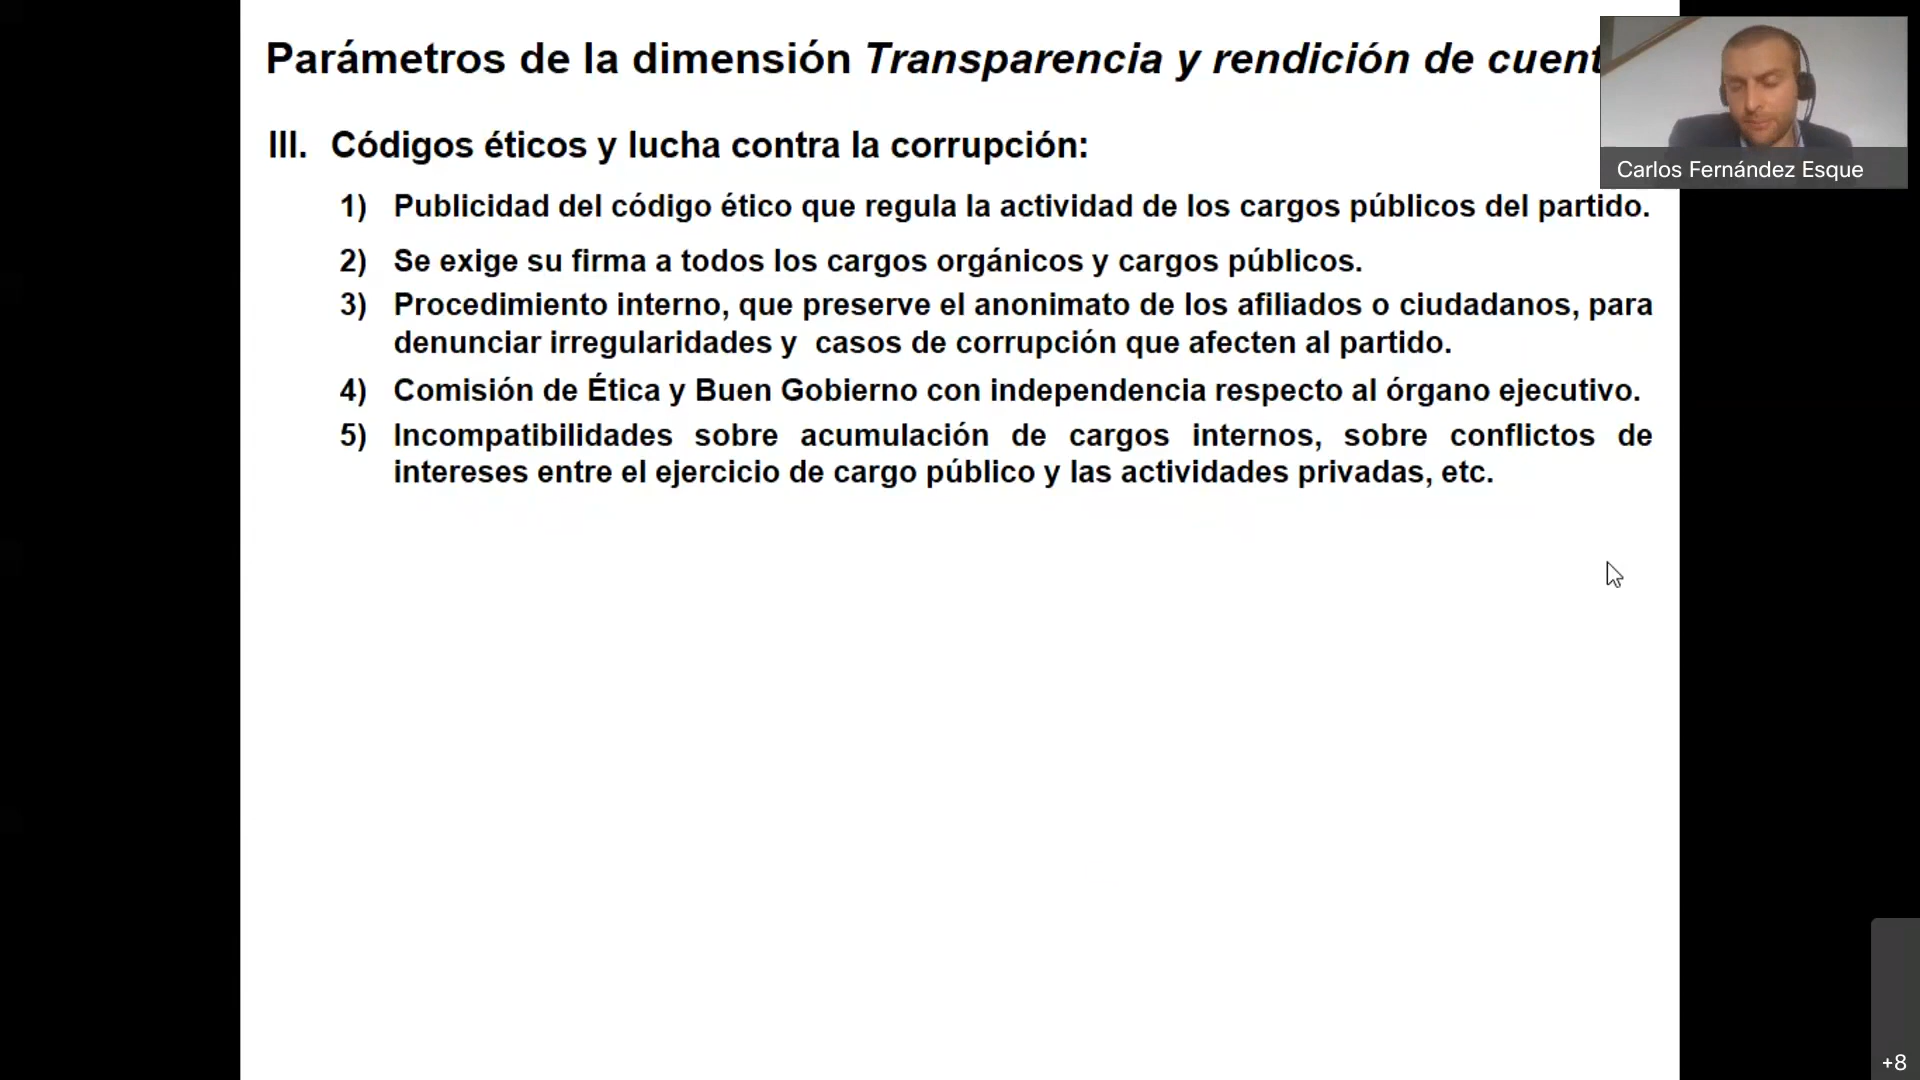 Parámetros de la dimensión Transparencia y rendición de cuent
III. Códigos éticos y lucha contra la corrupción:
Carlos Fernández Esque
1) Publicidad del código ético que regula la actividad de los cargos públicos del partido.
2) Se exige su firma a todos los cargos orgánicos y cargos públicos.
3) Procedimiento interno, que preserve el anonimato de los afiliados o ciudadanos, para
denunciar irregularidades y casos de corrupción que afecten al partido.
4) Comisión de Ética y Buen Gobierno con independencia respecto al órgano ejecutivo.
5) Incompatibilidades sobre acumulación de cargos internos, sobre conflictos de
intereses entre el ejercicio de cargo público y las actividades privadas, etc.
+8